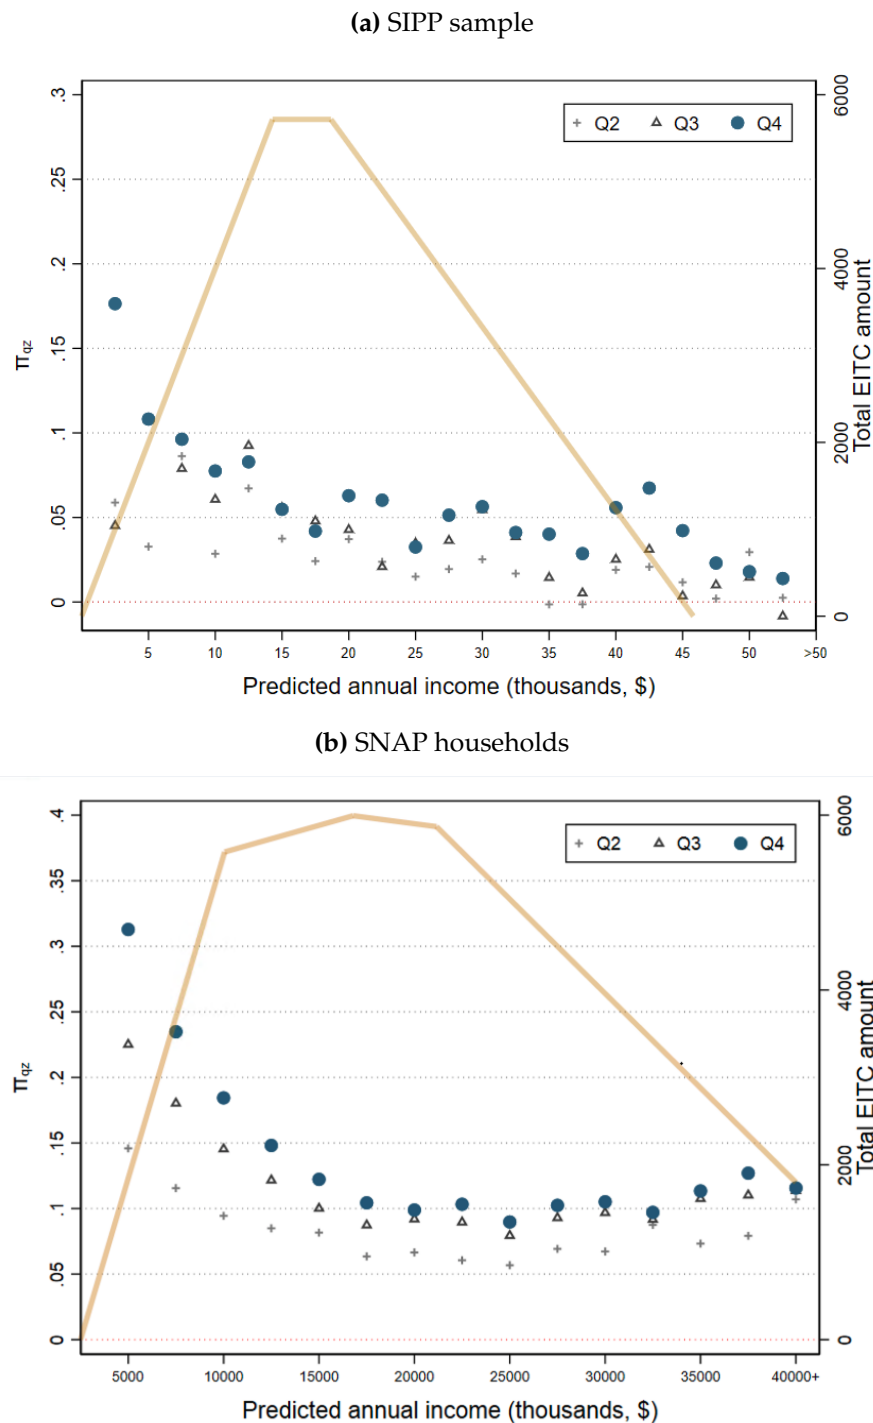 (a) SIPP sample
.3
.25
.2
.15
.1
.05
0
π_qz
6000
4000
2000
0
Total EITC amount
Q2 Q3 Q4
5 10 15 20 25 30 35 40 45 50 >50
Predicted annual income (thousands, $)
(b) SNAP households
.4
.35
.3
.25
.2
.15
.1
.05
0
π_qz
6000
4000
2000
0
Total EITC amount
Q2 Q3 Q4
5000 10000 15000 20000 25000 30000 35000 40000+
Predicted annual income (thousands, $)